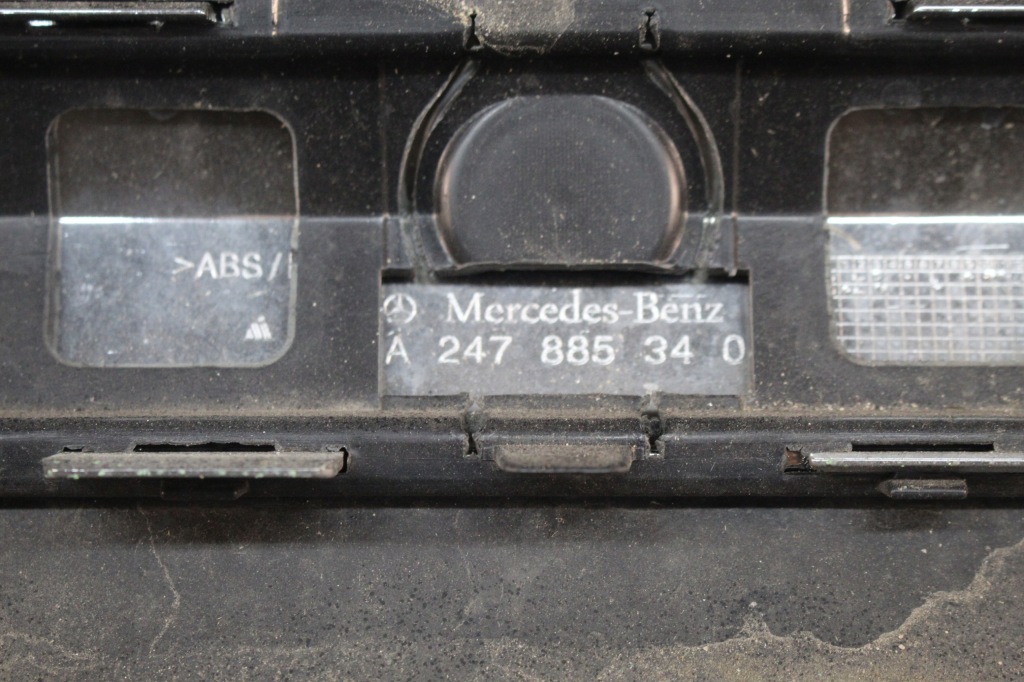 >ABS/
Mercedes-Benz
A 247 885 34 0